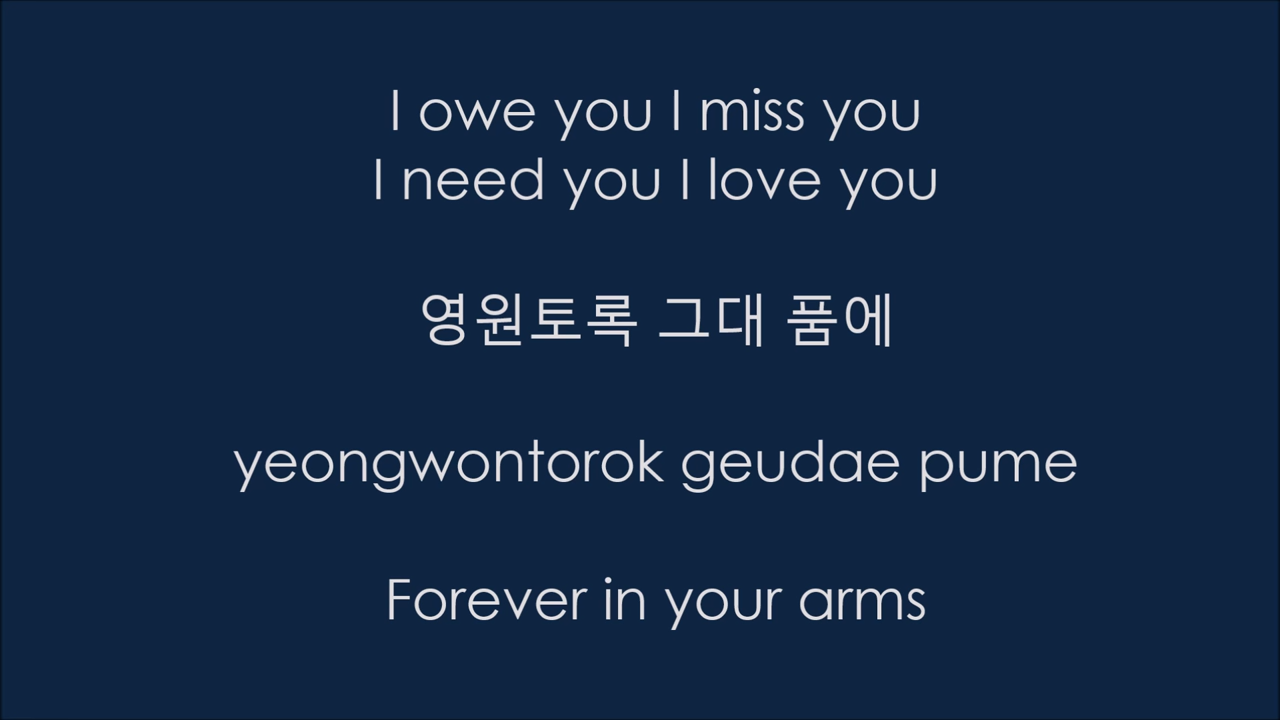 I owe you I miss you
I need you I love you
영원토록 그대 품에
yeongwontorok geudae pume
Forever in your arms